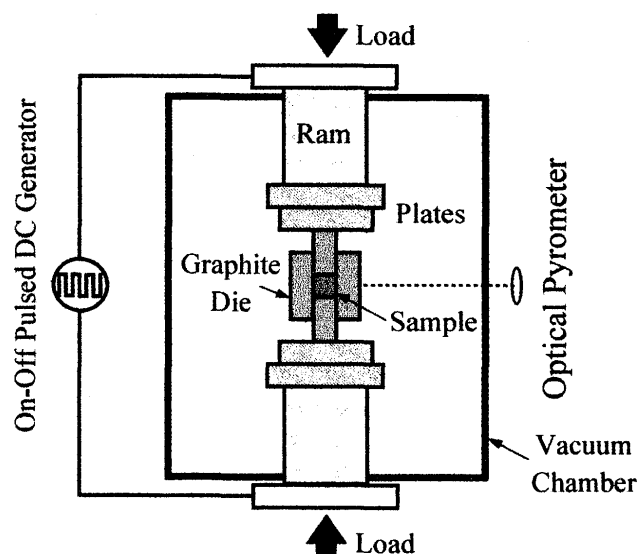 Load
Ram
On-Off Pulsed DC Generator
Plates
Graphite
Die
Sample
Optical Pyrometer
Vacuum
Chamber
Load